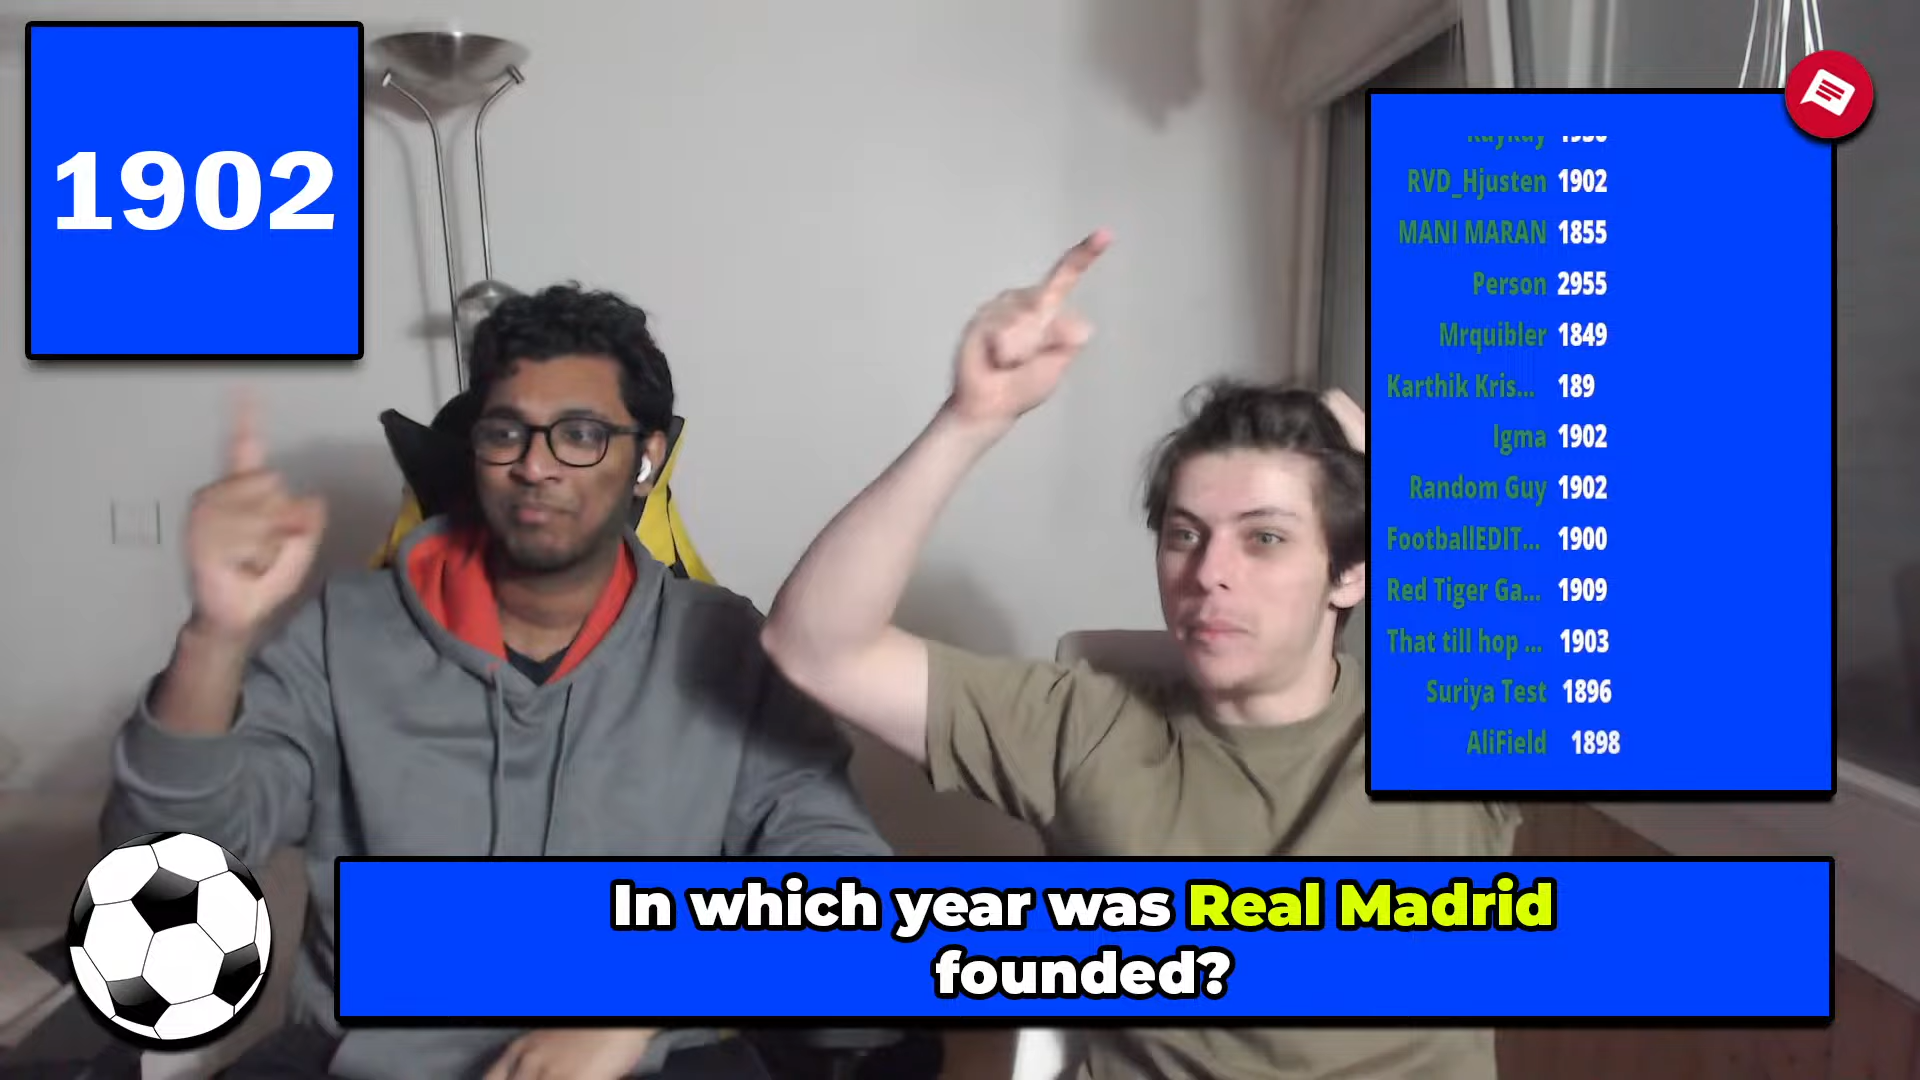 1902
RVD_Hjusten 1902
MANI MARAN 1855
Person 2955
Mrquibler 1849
Karthik Kris... 189
Igma 1902
Random Guy 1902
FootballEDIT... 1900
Red Tiger Ga... 1909
That till hop ... 1903
Suriya Test 1896
AliField 1898
In which year was Real Madrid
founded?